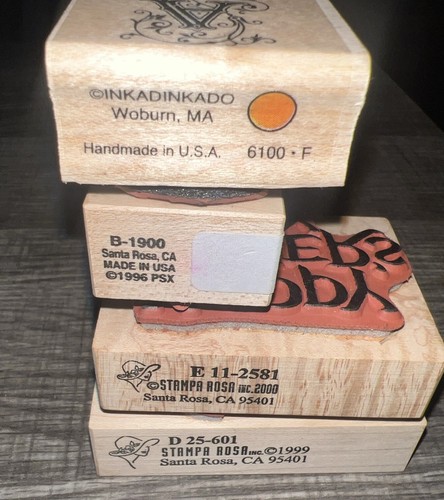 ©INKADINKADO
Woburn, MA
Handmade in U.S.A. 6100 • F
B-1900
Santa Rosa, CA
MADE IN USA
©1996 PSX
E 11-2581
©STAMPA ROSA INC. 2000
Santa Rosa, CA 95401
D 25-601
STAMPA ROSA INC. ©1999
Santa Rosa, CA 95401